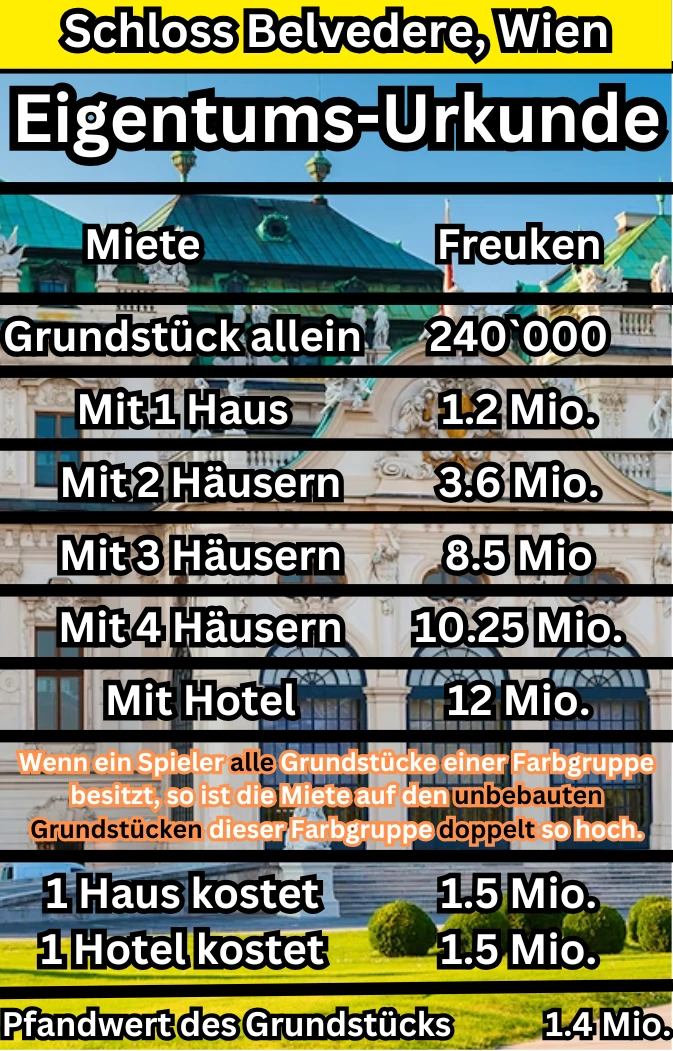 Schloss Belvedere, Wien
Eigentums-Urkunde
Miete Freuken
Grundstück allein 240`000
Mit 1 Haus 1.2 Mio.
Mit 2 Häusern 3.6 Mio.
Mit 3 Häusern 8.5 Mio
Mit 4 Häusern 10.25 Mio.
Mit Hotel 12 Mio.
Wenn ein Spieler alle Grundstücke einer Farbgruppe
besitzt, so ist die Miete auf den unbebauten
Grundstücken dieser Farbgruppe doppelt so hoch.
1 Haus kostet 1.5 Mio.
1 Hotel kostet 1.5 Mio.
Pfandwert des Grundstücks 1.4 Mio.